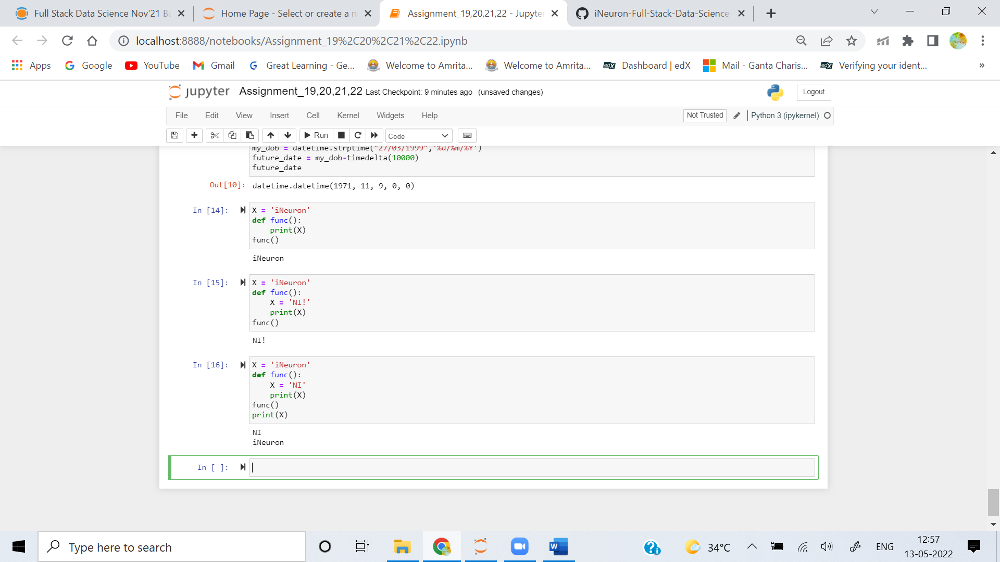 Full Stack Data Science Nov'21 Ba
Home Page - Select or create a n
Assignment_19,20,21,22 - Jupyte
iNeuron-Full-Stack-Data-Science-
localhost:8888/notebooks/Assignment_19%2C20%2C21%2C22.ipynb
Apps
Google
YouTube
Gmail
Great Learning - Ge...
Welcome to Amrita...
Welcome to Amrita...
edX
Dashboard | edX
Mail - Ganta Charis...
edX
Verifying your ident...
»
jupyter
Assignment_19,20,21,22 Last Checkpoint: 9 minutes ago (unsaved changes)
Logout
File Edit View Insert Cell Kernel Widgets Help
Not Trusted
Python 3 (ipykernel)
Run
Code
my_dob = datetime.strptime("27/03/1999",'%d/%m/%Y')
future_date = my_dob-timedelta(10000)
future_date
Out[10]: datetime.datetime(1971, 11, 9, 0, 0)
In [14]: X = 'iNeuron'
def func():
    print(X)
func()
iNeuron
In [15]: X = 'iNeuron'
def func():
    X = 'NI!'
    print(X)
func()
NI!
In [16]: X = 'iNeuron'
def func():
    X = 'NI'
    print(X)
func()
print(X)
NI
iNeuron
In [ ]:
Type here to search
34°C
ENG
12:57
13-05-2022